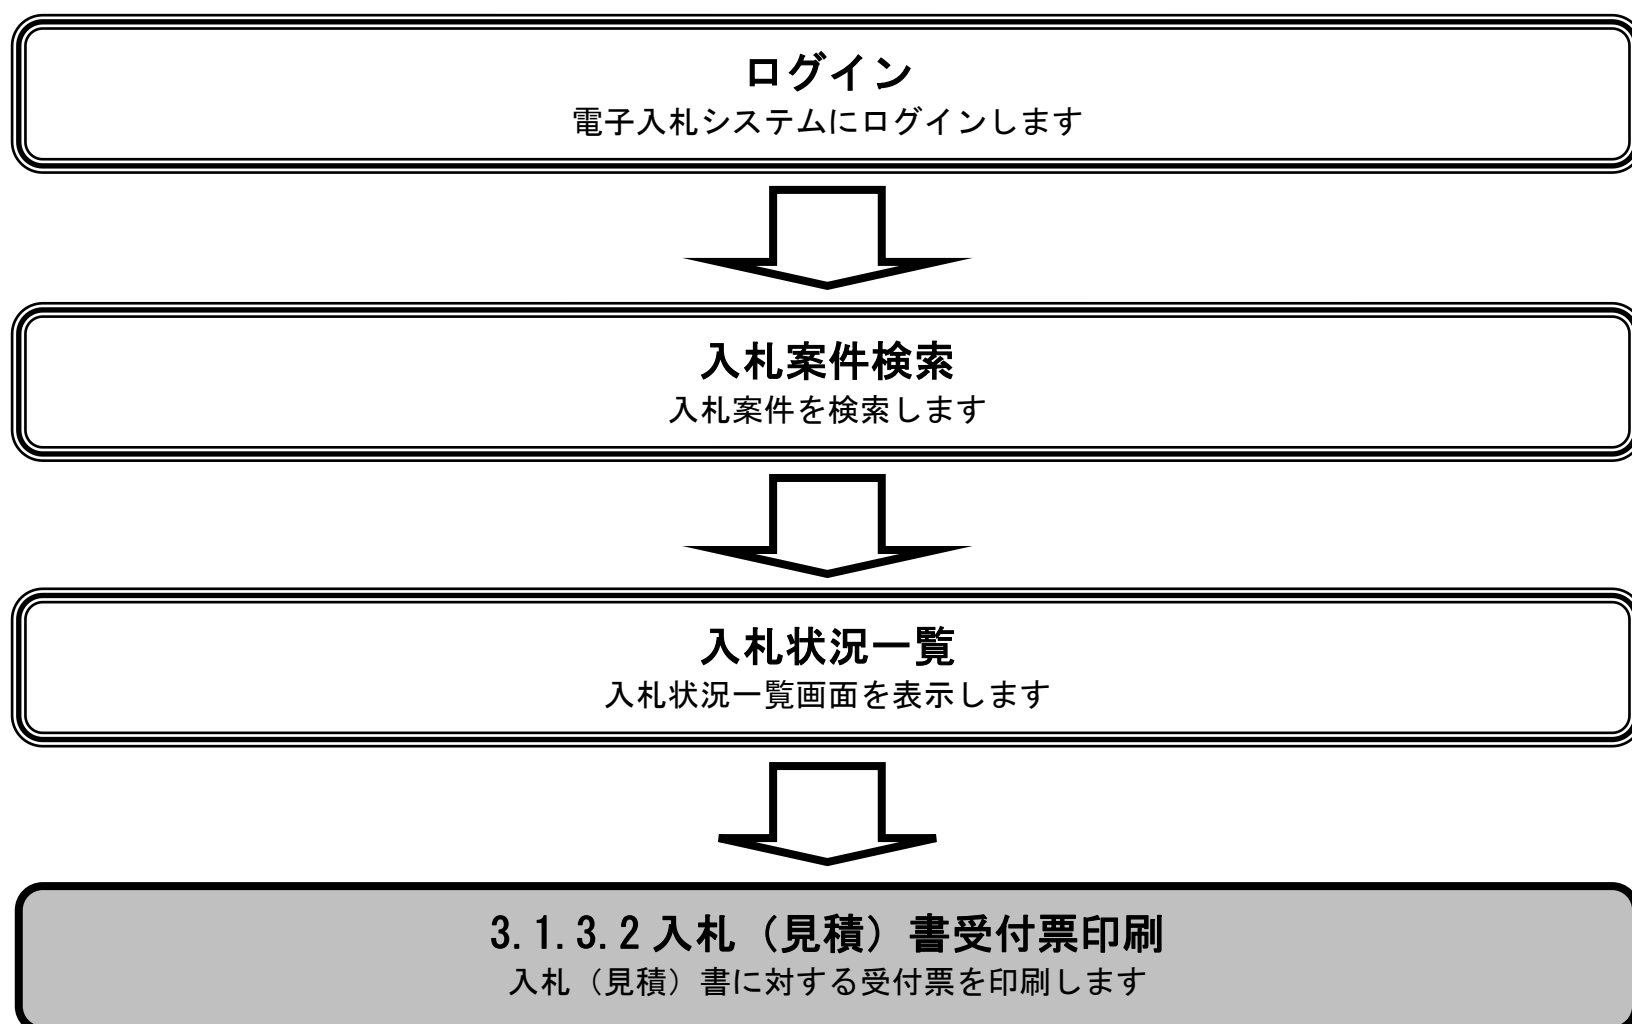 ログイン
電子入札システムにログインします
入札案件検索
入札案件を検索します
入札状況一覧
入札状況一覧画面を表示します
3.1.3.2 入札（見積）書受付票印刷
入札（見積）書に対する受付票を印刷します